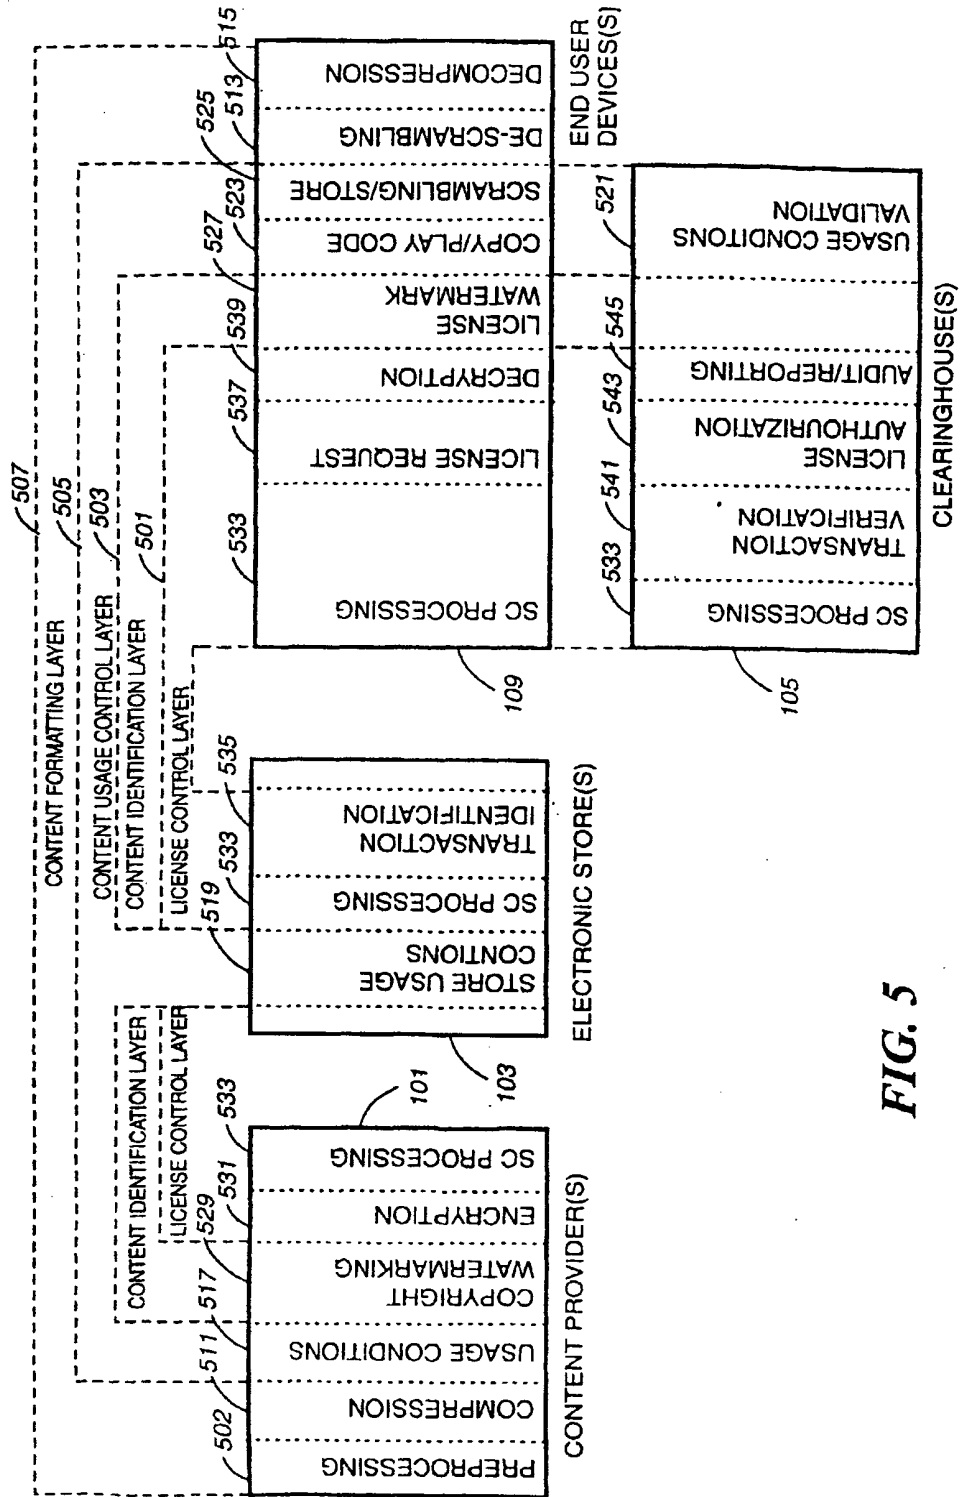 507
CONTENT FORMATTING LAYER
505
CONTENT USAGE CONTROL LAYER
503
CONTENT IDENTIFICATION LAYER
501
LICENSE CONTROL LAYER
CONTENT IDENTIFICATION LAYER
LICENSE CONTROL LAYER
502
511
517
529
531
533
101
PREPROCESSING
COMPRESSION
USAGE CONDITIONS
COPYRIGHT
WATERMARKING
ENCRYPTION
SC PROCESSING
CONTENT PROVIDER(S)
519
533
535
103
STORE USAGE
CONTIONS
SC PROCESSING
TRANSACTION
IDENTIFICATION
ELECTRONIC STORE(S)
533
537
539
527
523
525
513
515
109
SC PROCESSING
LICENSE REQUEST
DECRYPTION
LICENSE
WATERMARK
COPY/PLAY CODE
SCRAMBLING/STORE
DE-SCRAMBLING
DECOMPRESSION
END USER
DEVICES(S)
533
541
543
545
521
105
SC PROCESSING
TRANSACTION
VERIFICATION
LICENSE
AUTHOURIZATION
AUDIT/REPORTING
USAGE CONDITONS
VALIDATION
CLEARINGHOUSE(S)
FIG. 5